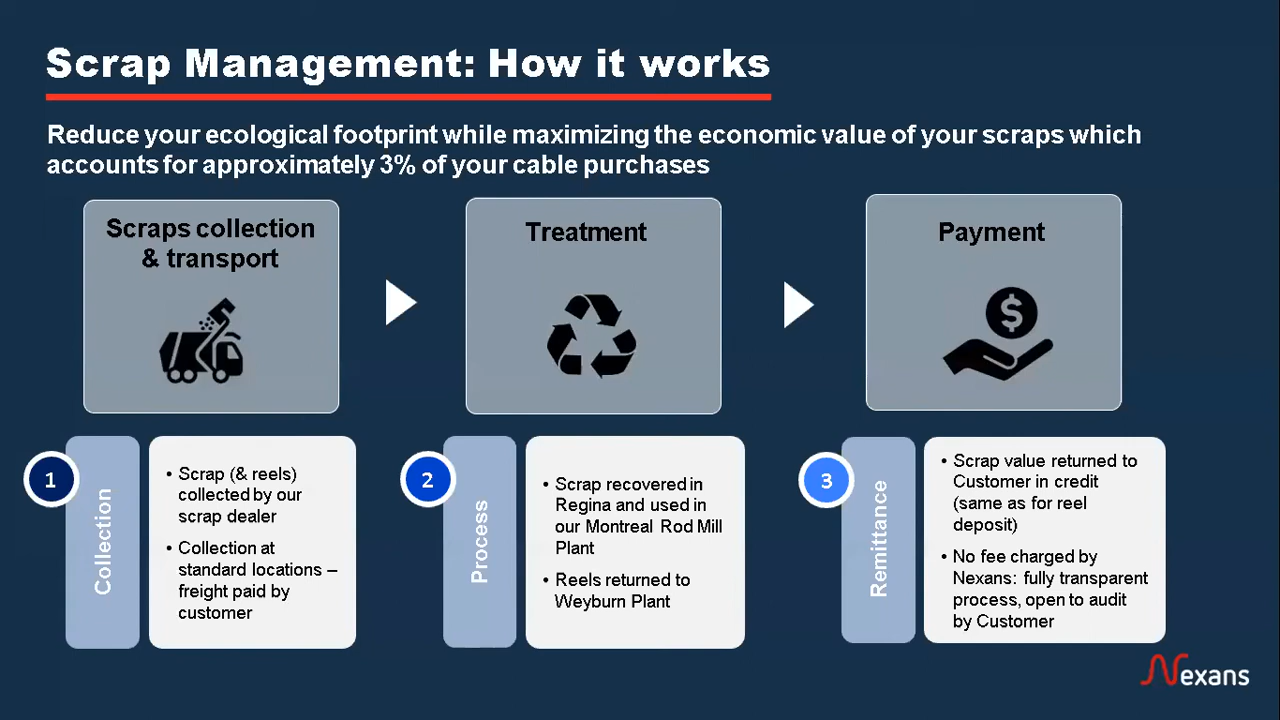 Scrap Management: How it works
Reduce your ecological footprint while maximizing the economic value of your scraps which
accounts for approximately 3% of your cable purchases
Scraps collection
& transport
Treatment
Payment
$
1
Collection
• Scrap (& reels)
collected by our
scrap dealer
• Collection at
standard locations –
freight paid by
customer
2
Process
• Scrap recovered in
Regina and used in
our Montreal Rod Mill
Plant
• Reels returned to
Weyburn Plant
3
Remittance
• Scrap value returned to
Customer in credit
(same as for reel
deposit)
• No fee charged by
Nexans: fully transparent
process, open to audit
by Customer
Nexans